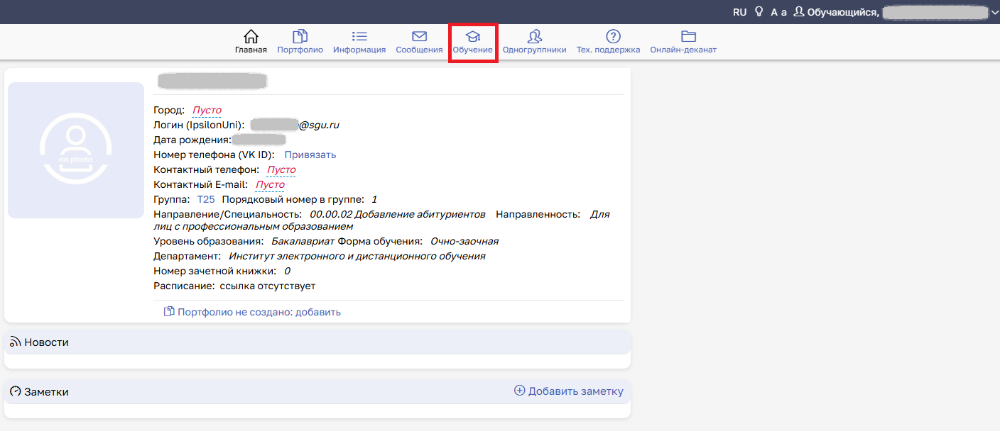 RU A a Обучающийся,
Главная Портфолио Информация Сообщения Обучение Одногруппники Тех. поддержка Онлайн-деканат
no photo
Город: Пусто
Логин (IpsilonUni): @sgu.ru
Дата рождения:
Номер телефона (VK ID): Привязать
Контактный телефон: Пусто
Контактный E-mail: Пусто
Группа: Т25 Порядковый номер в группе: 1
Направление/Специальность: 00.00.02 Добавление абитуриентов Направленность: Для
лиц с профессиональным образованием
Уровень образования: Бакалавриат Форма обучения: Очно-заочная
Департамент: Институт электронного и дистанционного обучения
Номер зачетной книжки: 0
Расписание: ссылка отсутствует
Портфолио не создано: добавить
Новости
Заметки Добавить заметку